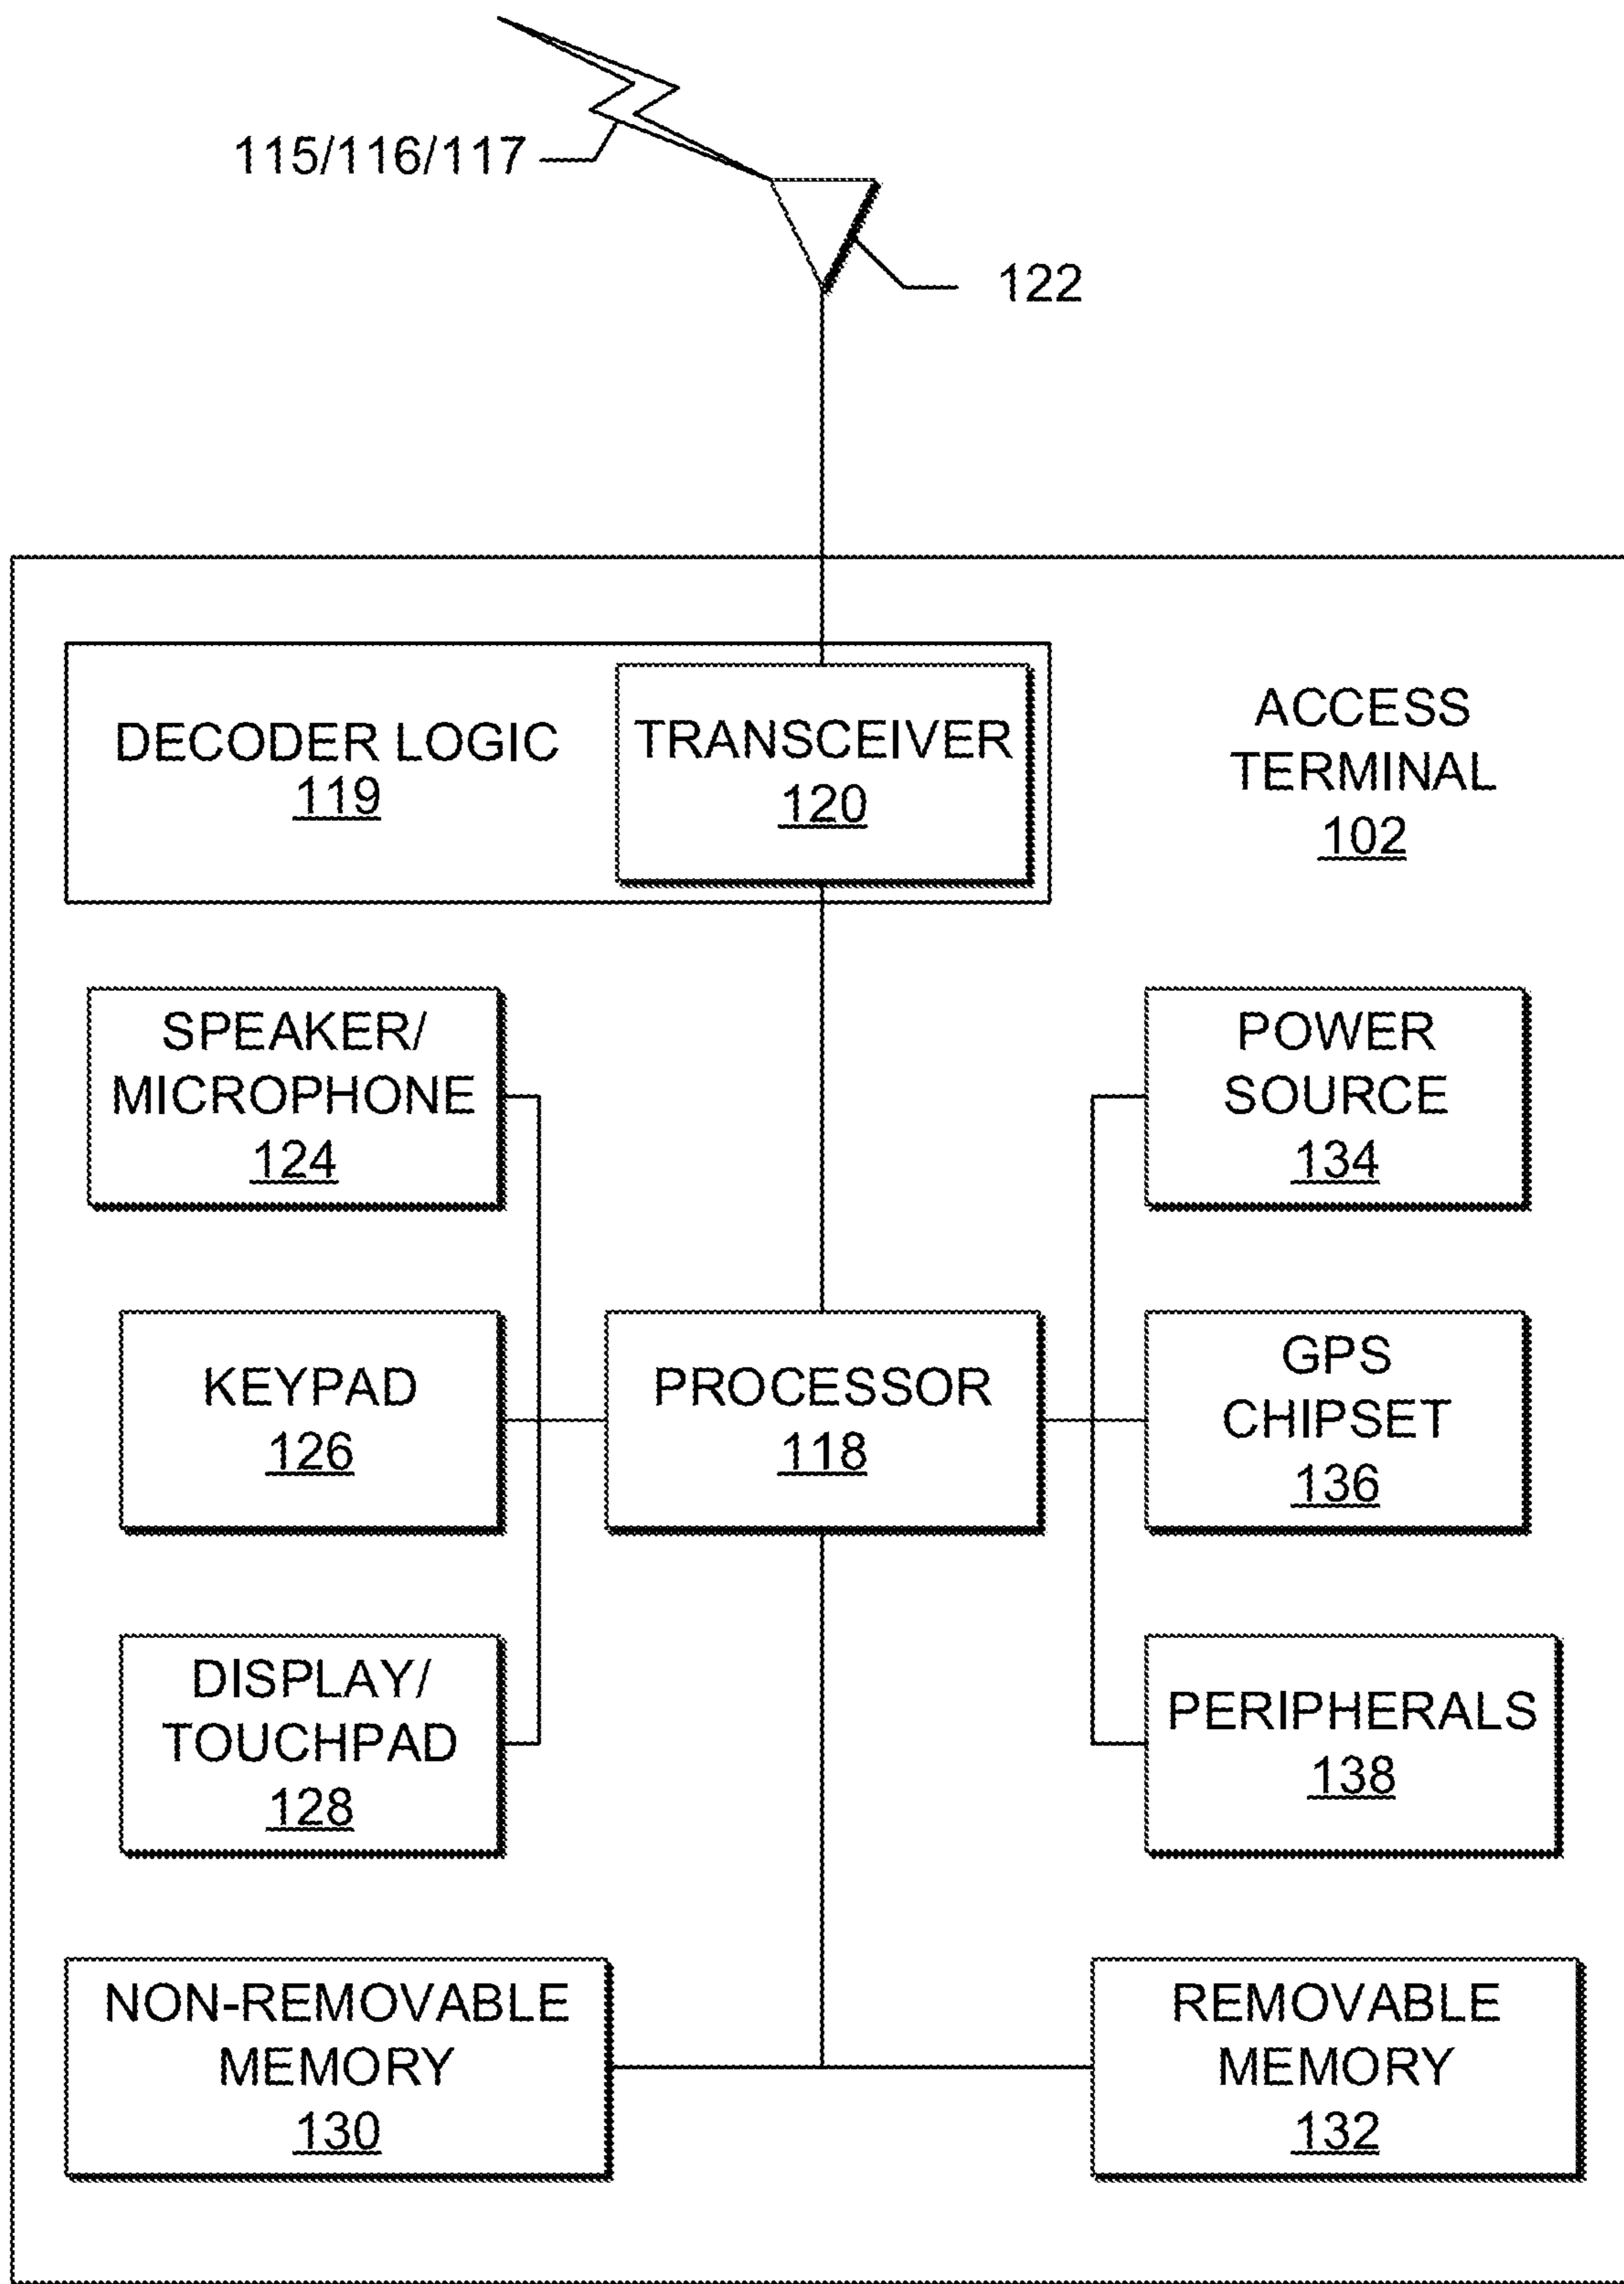 115/116/117
122
DECODER LOGIC
119
TRANSCEIVER
120
ACCESS
TERMINAL
102
SPEAKER/
MICROPHONE
124
POWER
SOURCE
134
KEYPAD
126
PROCESSOR
118
GPS
CHIPSET
136
DISPLAY/
TOUCHPAD
128
PERIPHERALS
138
NON-REMOVABLE
MEMORY
130
REMOVABLE
MEMORY
132